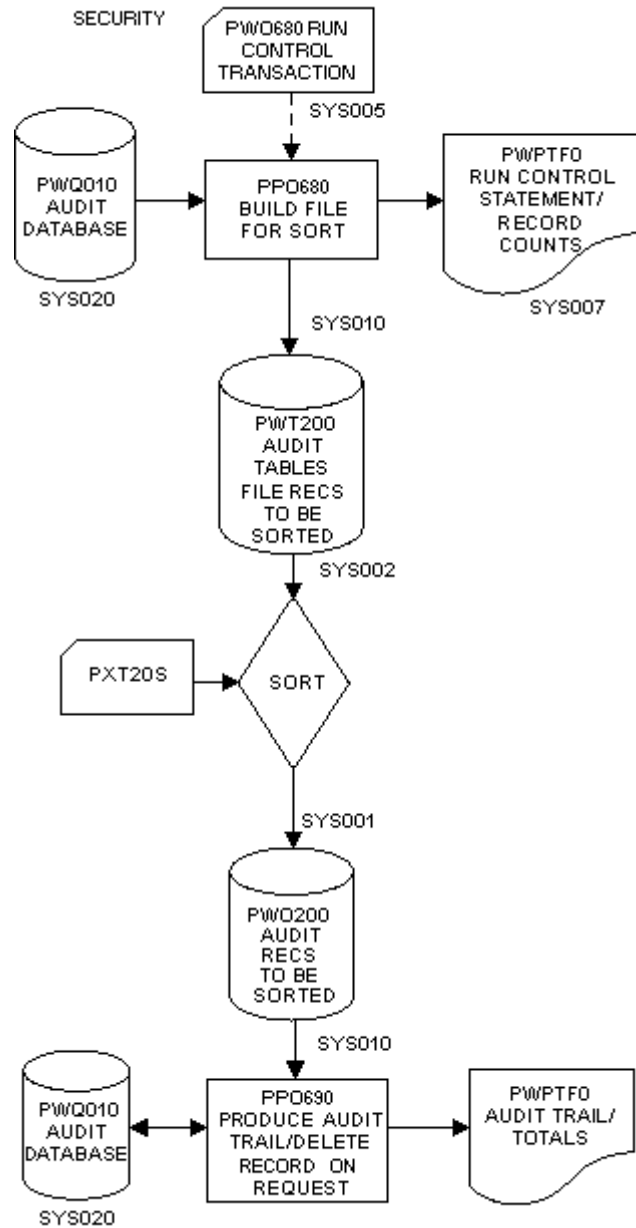 SECURITY
PWO680 RUN
CONTROL
TRANSACTION
SYS005
PWQ010
AUDIT
DATABASE
SYS020
PPO680
BUILD FILE
FOR SORT
PWPTF0
RUN CONTROL
STATEMENT/
RECORD
COUNTS
SYS007
SYS010
PWT200
AUDIT
TABLES
FILE RECS
TO BE
SORTED
SYS002
PXT20S
SORT
SYS001
PWO200
AUDIT
RECS
TO BE
SORTED
SYS010
PWQ010
AUDIT
DATABASE
SYS020
PPO690
PRODUCE AUDIT
TRAIL/DELETE
RECORD ON
REQUEST
PWPTF0
AUDIT TRAIL/
TOTALS